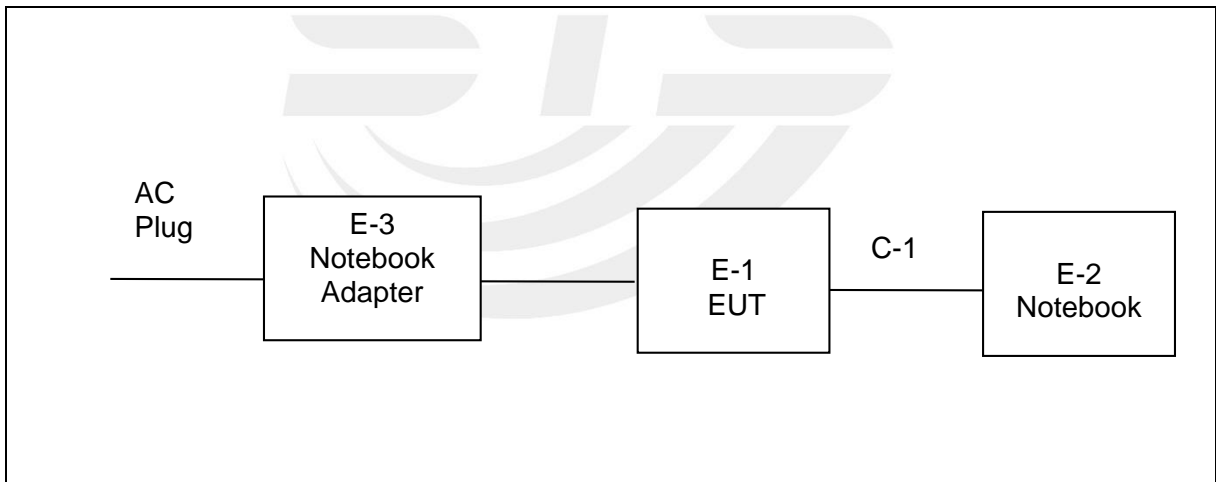 AC
Plug
E-3
Notebook
Adapter
E-1
EUT
C-1
E-2
Notebook